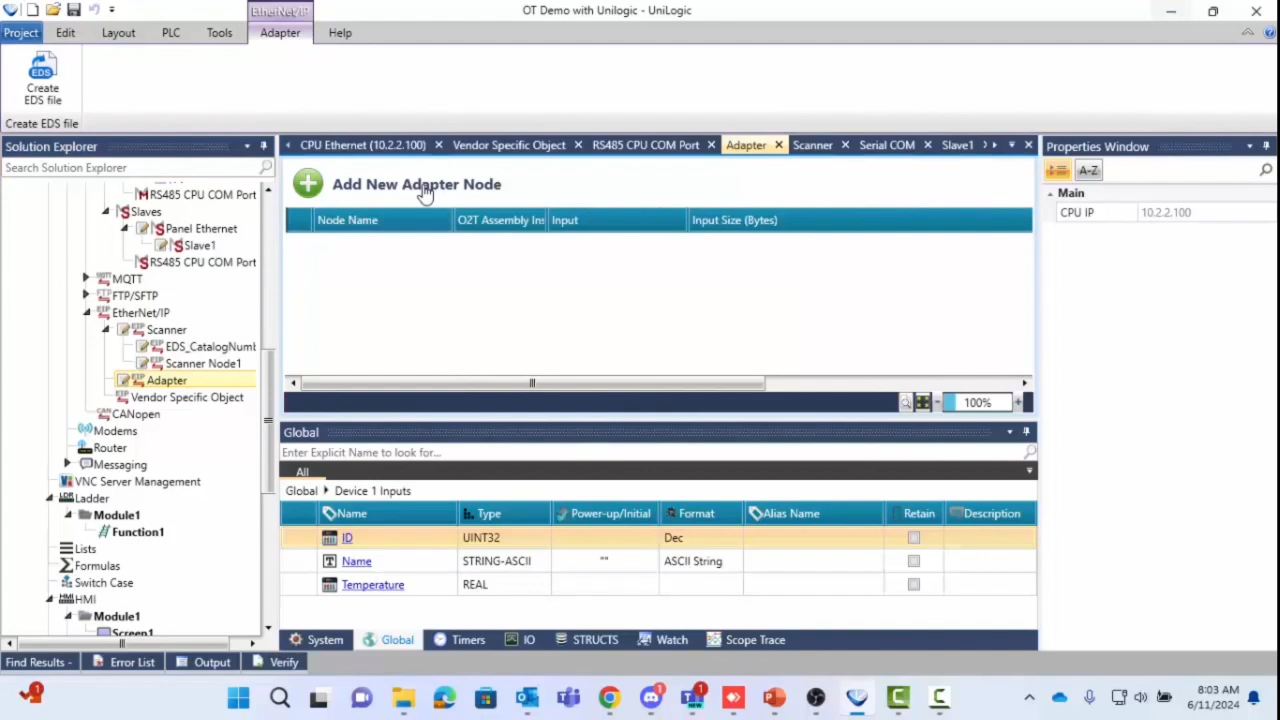 OT Demo with Unilogic - UniLogic
EtherNet/IP
Project Edit Layout PLC Tools Adapter Help
EDS
Create
EDS file
Create EDS file
Solution Explorer
Search Solution Explorer
RS485 CPU COM Port
Slaves
Panel Ethernet
Slave1
RS485 CPU COM Port
MQTT
FTP/SFTP
EtherNet/IP
Scanner
EDS_CatalogNumb
Scanner Node1
Adapter
Vendor Specific Object
CANopen
Modems
Router
Messaging
VNC Server Management
Ladder
Module1
Function1
Lists
Formulas
Switch Case
HMI
Module1
Screen1
CPU Ethernet (10.2.2.100) Vendor Specific Object RS485 CPU COM Port Adapter Scanner Serial COM Slave1
Add New Adapter Node
Node Name O2T Assembly Ins Input Input Size (Bytes)
100%
Global
Enter Explicit Name to look for...
All
Global Device 1 Inputs
Name Type Power-up/Initial Format Alias Name Retain Description
ID UINT32 Dec
Name STRING-ASCII "" ASCII String
Temperature REAL
System Global Timers IO STRUCTS Watch Scope Trace
Properties Window
A-Z
Main
CPU IP 10.2.2.100
Find Results - Error List Output Verify
1
1
1
NEW
8:03 AM
6/11/2024